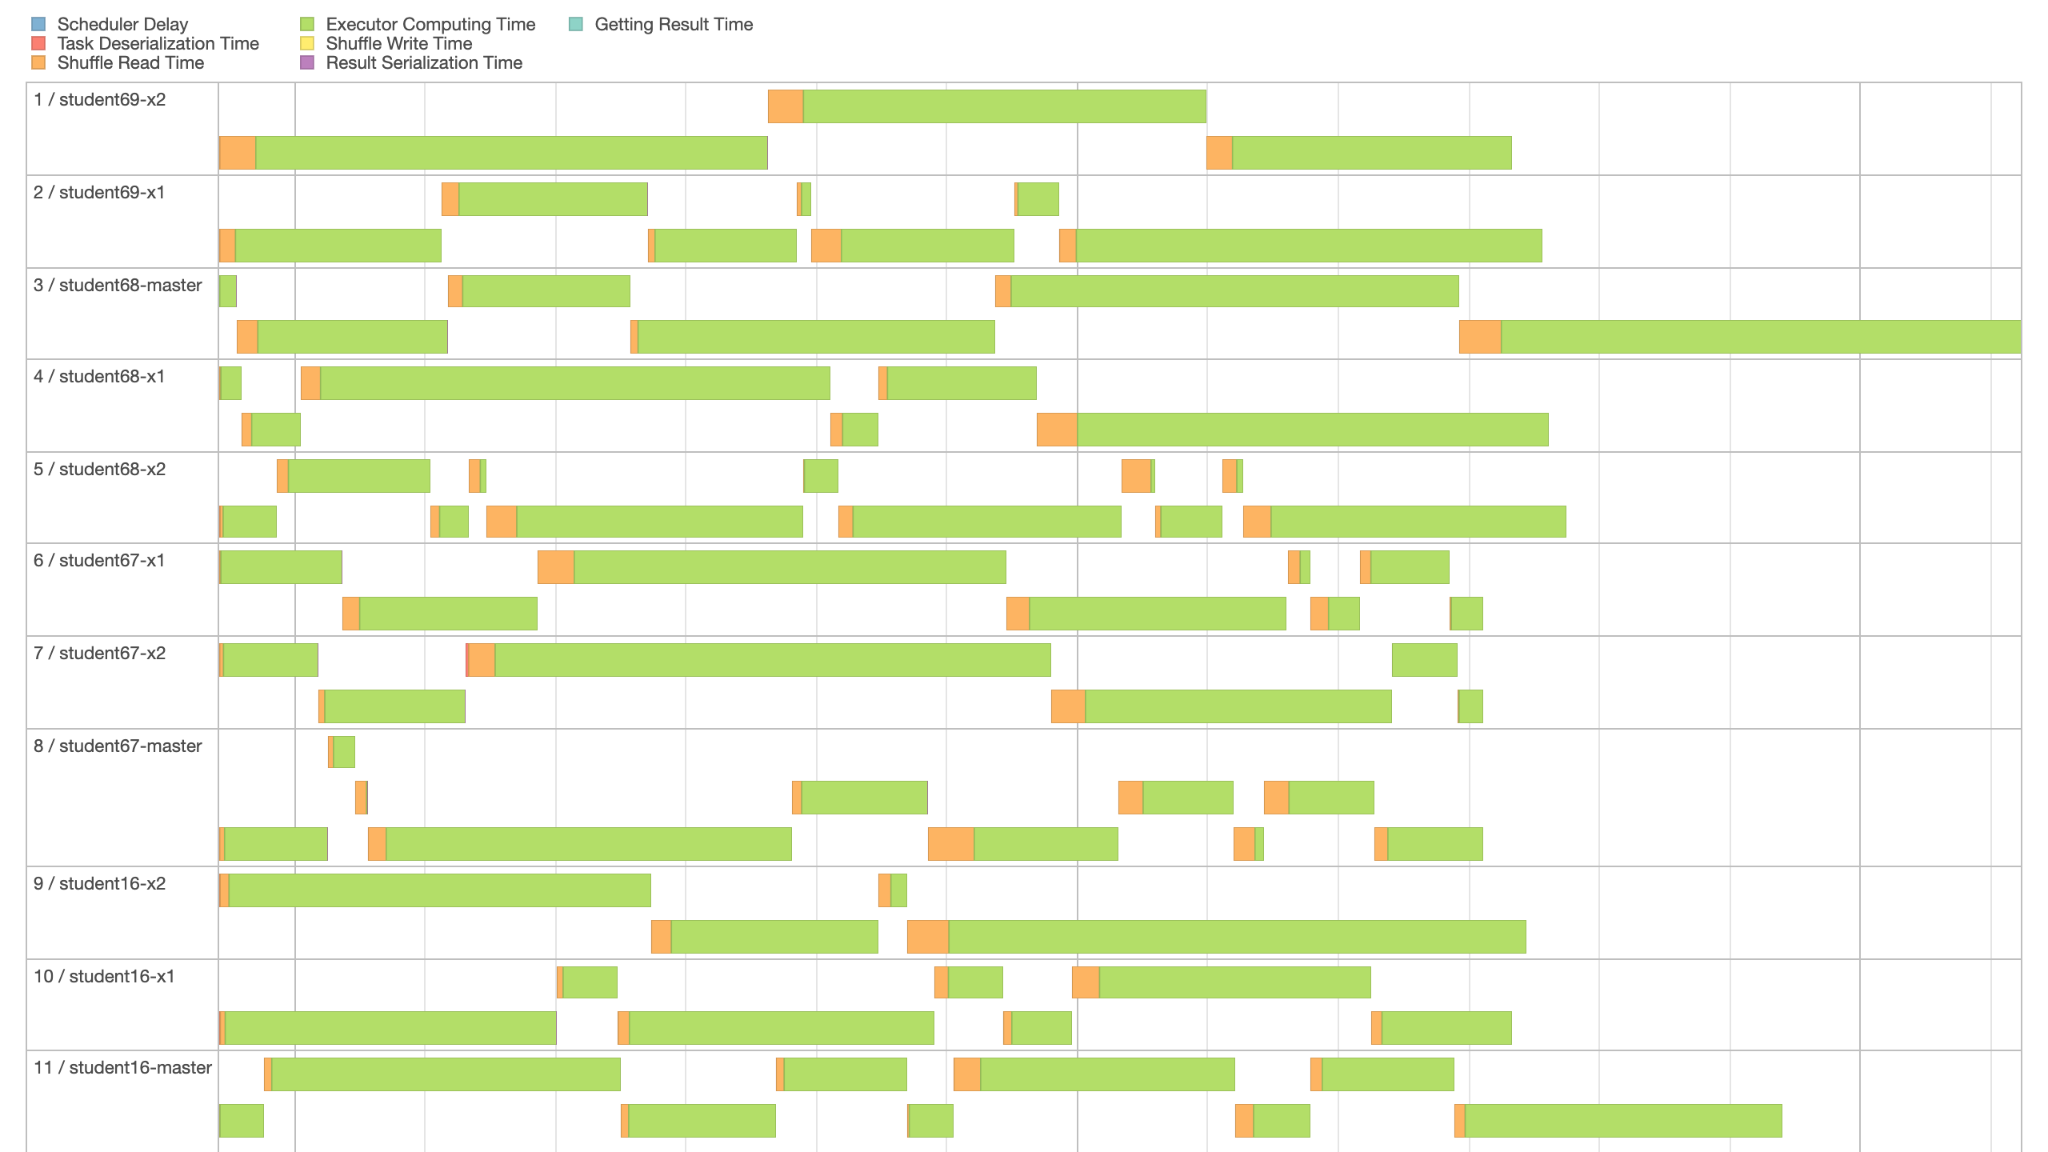 Scheduler Delay
Task Deserialization Time
Shuffle Read Time
Executor Computing Time
Shuffle Write Time
Result Serialization Time
Getting Result Time
1 / student69-x2
2 / student69-x1
3 / student68-master
4 / student68-x1
5 / student68-x2
6 / student67-x1
7 / student67-x2
8 / student67-master
9 / student16-x2
10 / student16-x1
11 / student16-master